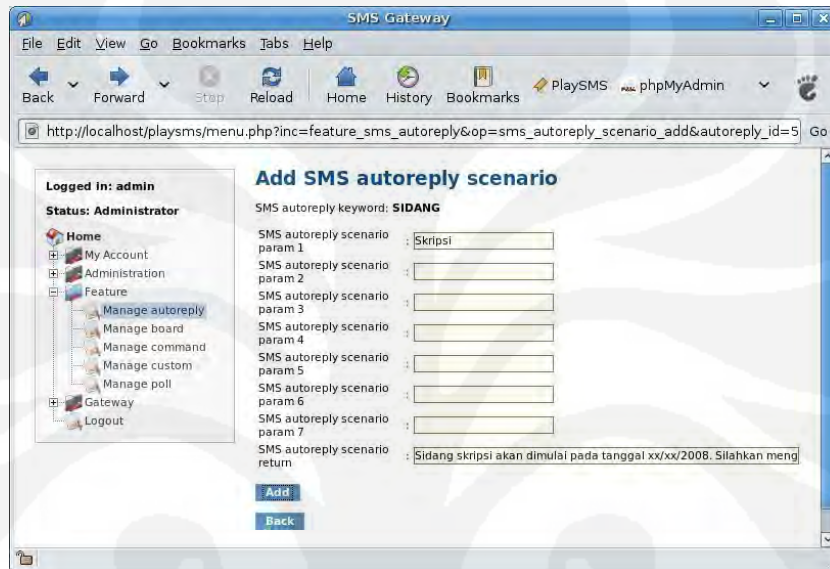 SMS Gateway
File Edit View Go Bookmarks Tabs Help
Back Forward Stop Reload Home History Bookmarks PlaySMS phpMyAdmin
http://localhost/playsms/menu.php?inc=feature_sms_autoreply&op=sms_autoreply_scenario_add&autoreply_id=5 Go
Logged in: admin
Status: Administrator
Home
My Account
Administration
Feature
Manage autoreply
Manage board
Manage command
Manage custom
Manage poll
Gateway
Logout
Add SMS autoreply scenario
SMS autoreply keyword: SIDANG
SMS autoreply scenario
param 1 : Skripsi
SMS autoreply scenario
param 2 :
SMS autoreply scenario
param 3 :
SMS autoreply scenario
param 4 :
SMS autoreply scenario
param 5 :
SMS autoreply scenario
param 6 :
SMS autoreply scenario
param 7 :
SMS autoreply scenario
return : Sidang skripsi akan dimulai pada tanggal xx/xx/2008. Silahkan meng
Add
Back